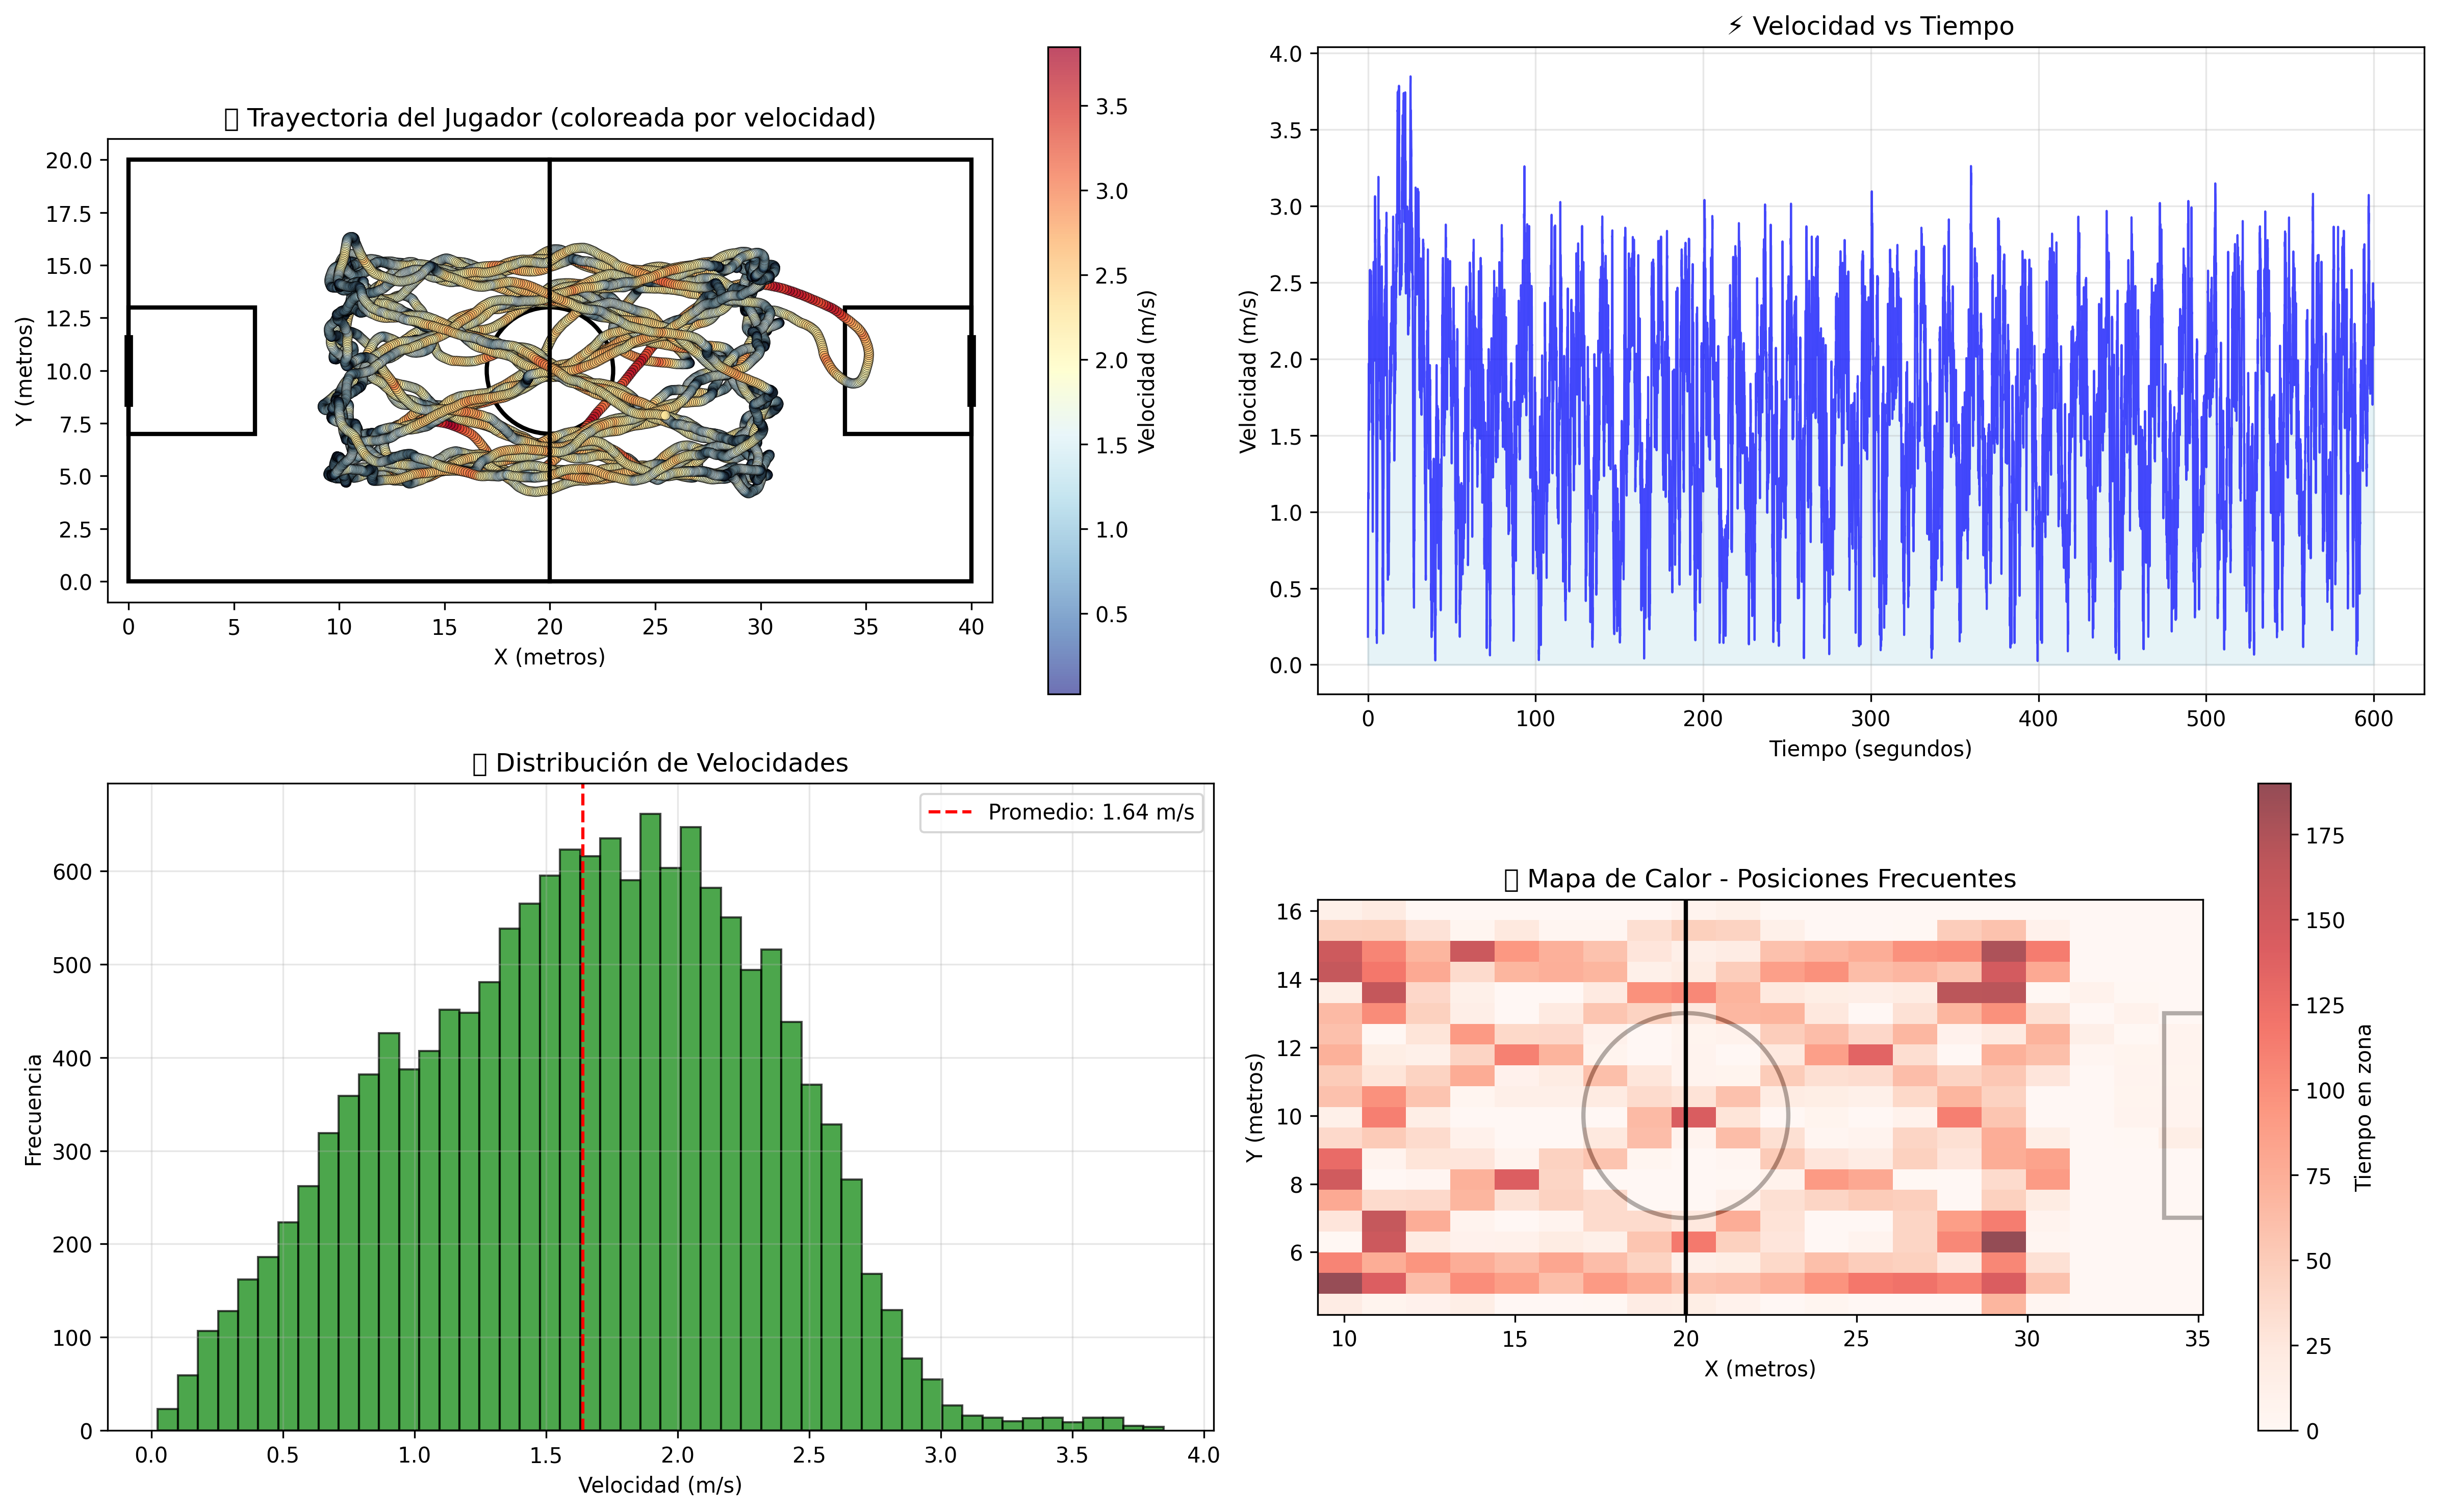 Trayectoria del Jugador (coloreada por velocidad)
20.0
17.5
15.0
12.5
10.0
7.5
5.0
2.5
0.0
Y (metros)
0 5 10 15 20 25 30 35 40
X (metros)
3.5
3.0
2.5
2.0
1.5
1.0
0.5
Velocidad (m/s)
⚡ Velocidad vs Tiempo
4.0
3.5
3.0
2.5
2.0
1.5
1.0
0.5
0.0
Velocidad (m/s)
0 100 200 300 400 500 600
Tiempo (segundos)
Distribución de Velocidades
Promedio: 1.64 m/s
600
500
400
300
200
100
0
Frecuencia
0.0 0.5 1.0 1.5 2.0 2.5 3.0 3.5 4.0
Velocidad (m/s)
Mapa de Calor - Posiciones Frecuentes
16
14
12
10
8
6
Y (metros)
10 15 20 25 30 35
X (metros)
175
150
125
100
75
50
25
0
Tiempo en zona